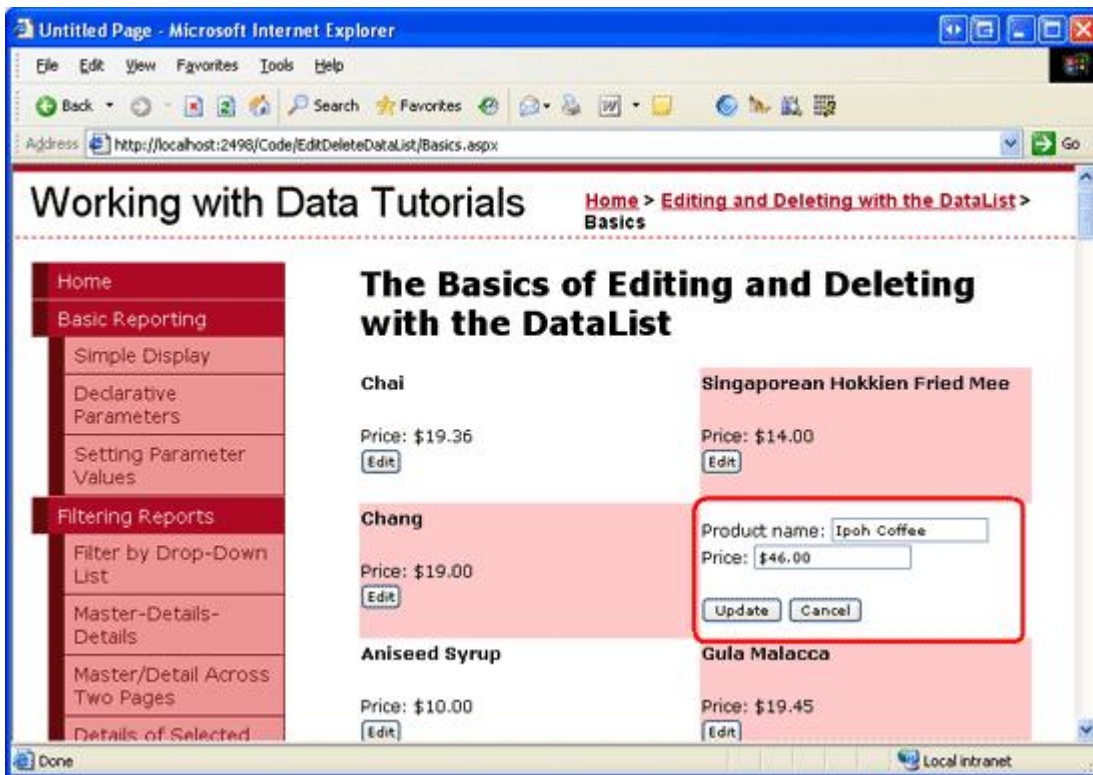 Untitled Page - Microsoft Internet Explorer
File Edit View Favorites Tools Help
Back Search Favorites
Address http://localhost:2498/Code/EditDeleteDataList/Basics.aspx Go
Working with Data Tutorials
Home > Editing and Deleting with the DataList >
Basics
Home
Basic Reporting
Simple Display
Declarative
Parameters
Setting Parameter
Values
Filtering Reports
Filter by Drop-Down
List
Master-Details-
Details
Master/Detail Across
Two Pages
Details of Selected
The Basics of Editing and Deleting
with the DataList
Chai
Price: $19.36
Edit
Singaporean Hokkien Fried Mee
Price: $14.00
Edit
Chang
Price: $19.00
Edit
Product name: Ipoh Coffee
Price: $46.00
Update Cancel
Aniseed Syrup
Price: $10.00
Edit
Gula Malacca
Price: $19.45
Edit
Done
Local intranet